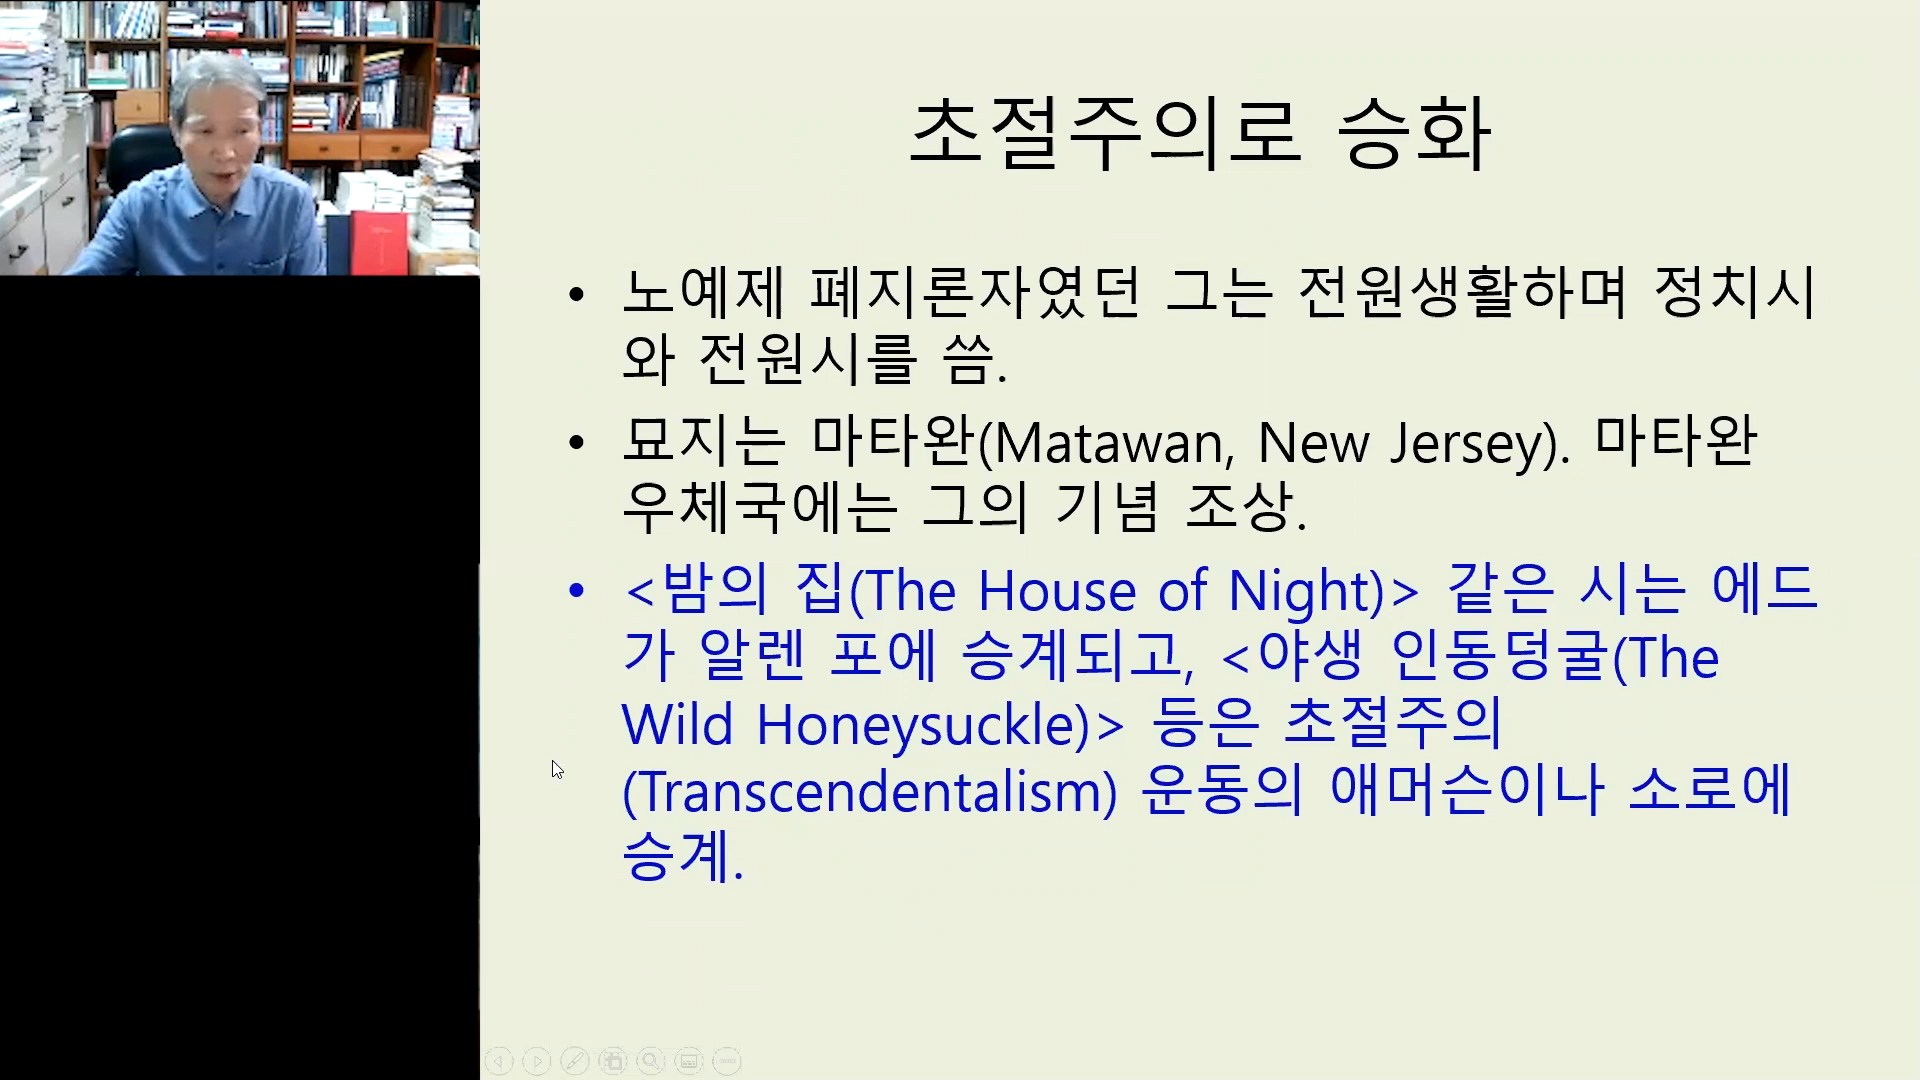 초절주의로 승화
• 노예제 폐지론자였던 그는 전원생활하며 정치시
와 전원시를 씀.
• 묘지는 마타완(Matawan, New Jersey). 마타완
우체국에는 그의 기념 조상.
• <밤의 집(The House of Night)> 같은 시는 에드
가 알렌 포에 승계되고, <야생 인동덩굴(The
Wild Honeysuckle)> 등은 초절주의
(Transcendentalism) 운동의 애머슨이나 소로에
승계.